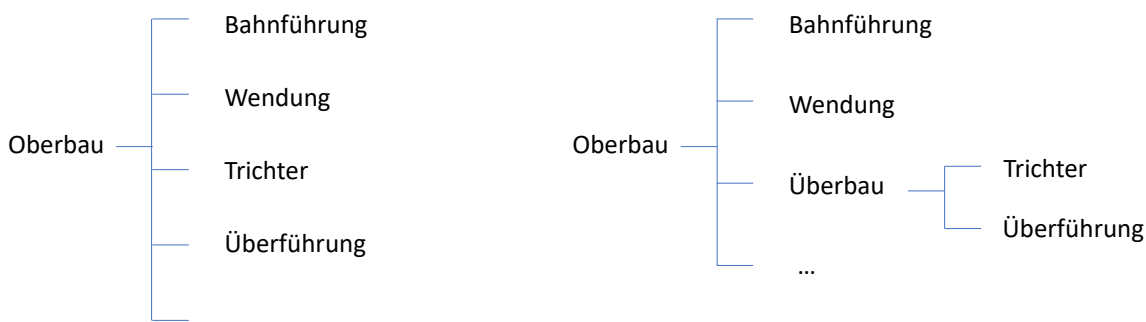 Oberbau
Bahnführung
Wendung
Trichter
Überführung
Oberbau
Bahnführung
Wendung
Überbau
Trichter
Überführung
...